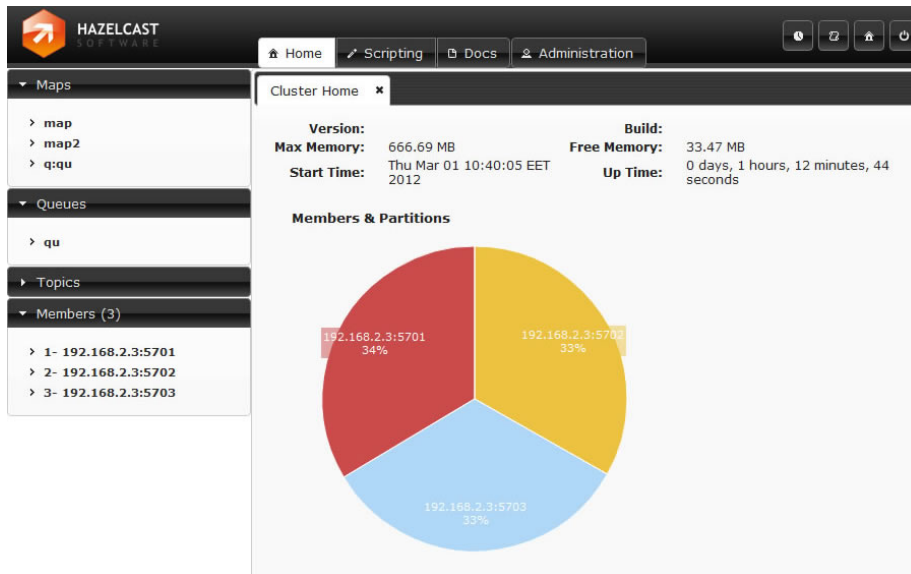 HAZELCAST
SOFTWARE
Home
Scripting
Docs
Administration
Maps
map
map2
q:qu
Queues
qu
Topics
Members (3)
1- 192.168.2.3:5701
2- 192.168.2.3:5702
3- 192.168.2.3:5703
Cluster Home
Version:
Build:
Max Memory: 666.69 MB
Free Memory: 33.47 MB
Start Time: Thu Mar 01 10:40:05 EET
2012
Up Time: 0 days, 1 hours, 12 minutes, 44
seconds
Members & Partitions
192.168.2.3:5701
34%
192.168.2.3:5702
33%
192.168.2.3:5703
33%